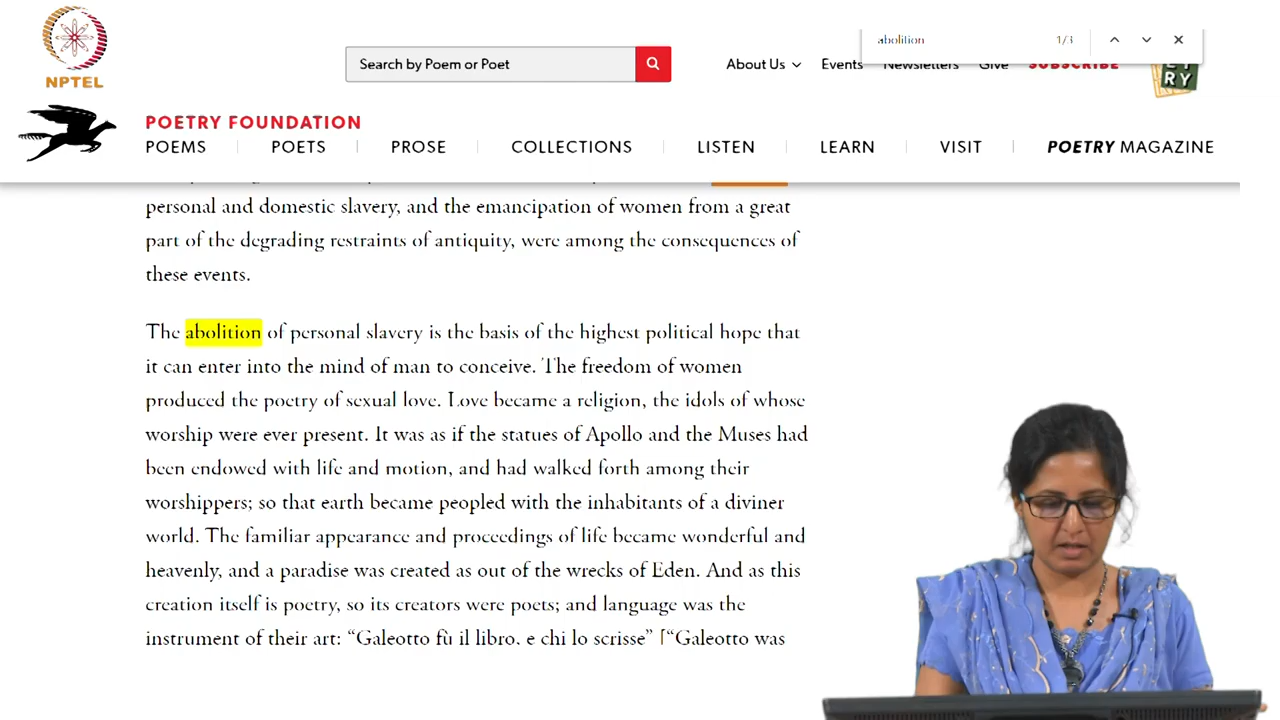 NPTEL
abolition 1/3
Search by Poem or Poet
About Us Events Newsletters Give SUBSCRIBE
RY
POETRY FOUNDATION
POEMS POETS PROSE COLLECTIONS LISTEN LEARN VISIT POETRY MAGAZINE
personal and domestic slavery, and the emancipation of women from a great
part of the degrading restraints of antiquity, were among the consequences of
these events.
The abolition of personal slavery is the basis of the highest political hope that
it can enter into the mind of man to conceive. The freedom of women
produced the poetry of sexual love. Love became a religion, the idols of whose
worship were ever present. It was as if the statues of Apollo and the Muses had
been endowed with life and motion, and had walked forth among their
worshippers; so that earth became peopled with the inhabitants of a diviner
world. The familiar appearance and proceedings of life became wonderful and
heavenly, and a paradise was created as out of the wrecks of Eden. And as this
creation itself is poetry, so its creators were poets; and language was the
instrument of their art: “Galeotto fù il libro, e chi lo scrisse” [“Galeotto was